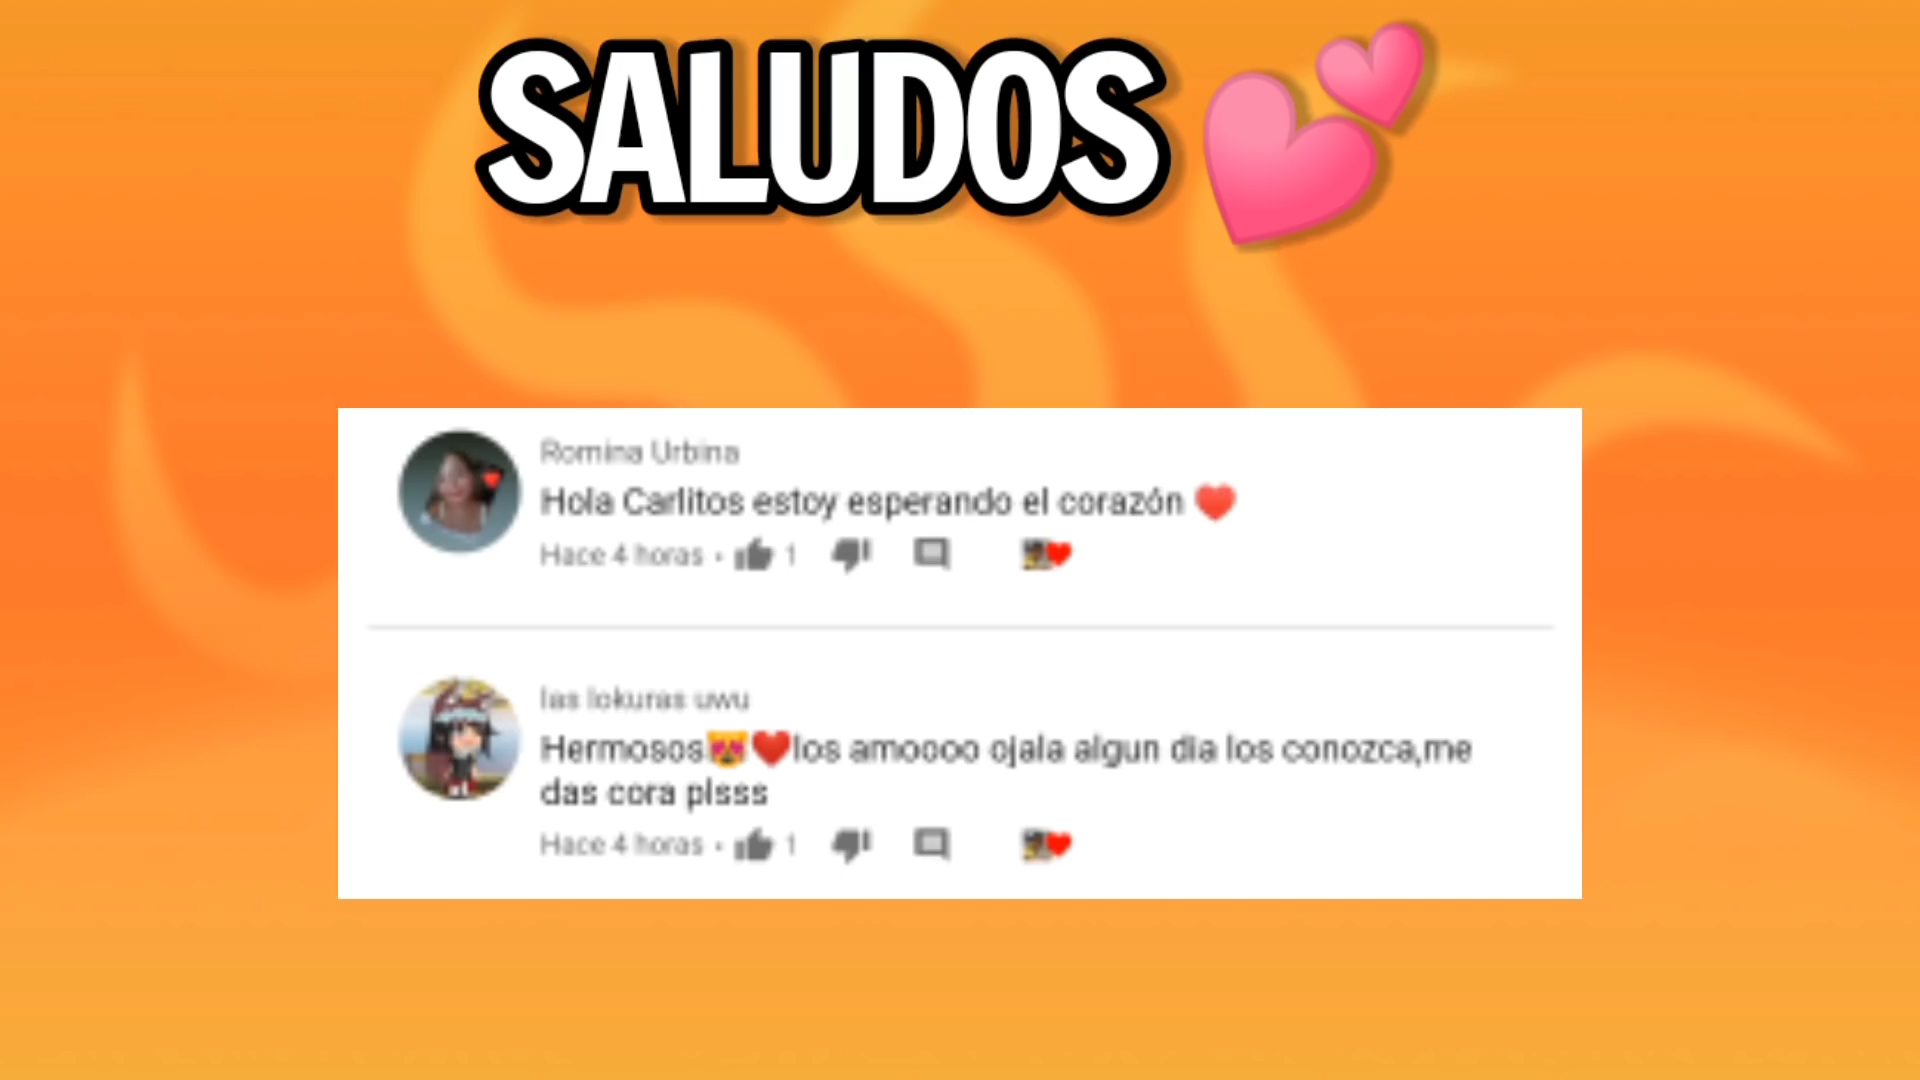 SALUDOS 💕
Romina Urbina
Hola Carlitos estoy esperando el corazón ❤️
Hace 4 horas • 1
las lokuras uwu
Hermosos😻❤️los amoooo ojala algun dia los conozca,me
das cora plsss
Hace 4 horas • 1